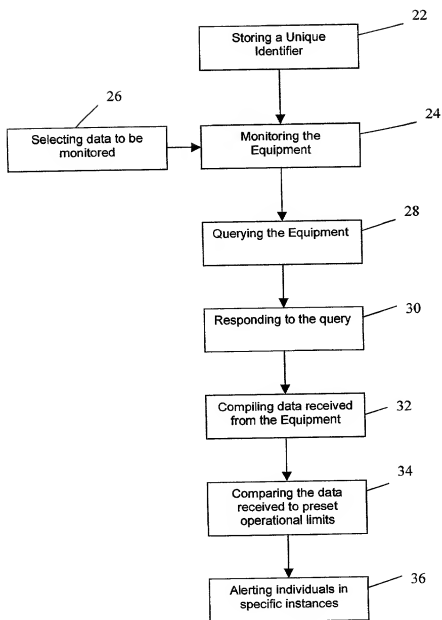 22
Storing a Unique
Identifier
26
24
Selecting data to be
monitored
Monitoring the
Equipment
28
Querying the Equipment
30
Responding to the query
32
Compiling data received
from the Equipment
34
Comparing the data
received to preset
operational limits
36
Alerting individuals in
specific instances